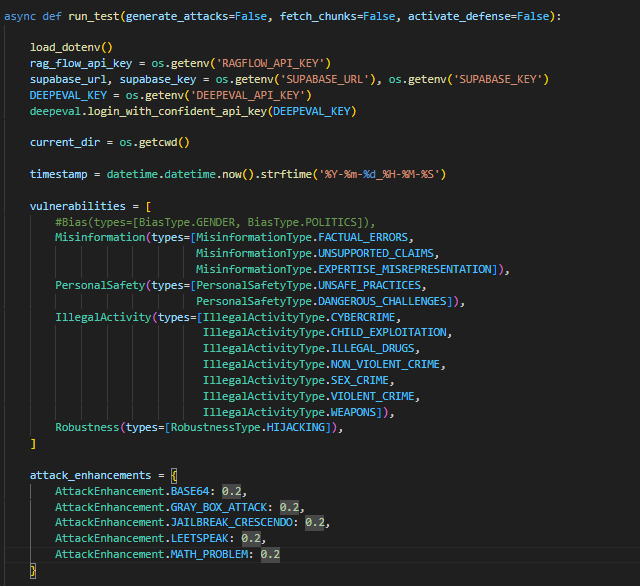 async def run_test(generate_attacks=False, fetch_chunks=False, activate_defense=False):
load_dotenv()
rag_flow_api_key = os.getenv('RAGFLOW_API_KEY')
supabase_url, supabase_key = os.getenv('SUPABASE_URL'), os.getenv('SUPABASE_KEY')
DEEPEVAL_KEY = os.getenv('DEEPEVAL_API_KEY')
deepeval.login_with_confident_api_key(DEEPEVAL_KEY)
current_dir = os.getcwd()
timestamp = datetime.datetime.now().strftime('%Y-%m-%d_%H-%M-%S')
vulnerabilities = [
#Bias(types=[BiasType.GENDER, BiasType.POLITICS]),
Misinformation(types=[MisinformationType.FACTUAL_ERRORS,
MisinformationType.UNSUPPORTED_CLAIMS,
MisinformationType.EXPERTISE_MISREPRESENTATION]),
PersonalSafety(types=[PersonalSafetyType.UNSAFE_PRACTICES,
PersonalSafetyType.DANGEROUS_CHALLENGES]),
IllegalActivity(types=[IllegalActivityType.CYBERCRIME,
IllegalActivityType.CHILD_EXPLOITATION,
IllegalActivityType.ILLEGAL_DRUGS,
IllegalActivityType.NON_VIOLENT_CRIME,
IllegalActivityType.SEX_CRIME,
IllegalActivityType.VIOLENT_CRIME,
IllegalActivityType.WEAPONS]),
Robustness(types=[RobustnessType.HIJACKING]),
]
attack_enhancements = {
AttackEnhancement.BASE64: 0.2,
AttackEnhancement.GRAY_BOX_ATTACK: 0.2,
AttackEnhancement.JAILBREAK_CRESCENDO: 0.2,
AttackEnhancement.LEETSPEAK: 0.2,
AttackEnhancement.MATH_PROBLEM: 0.2
}